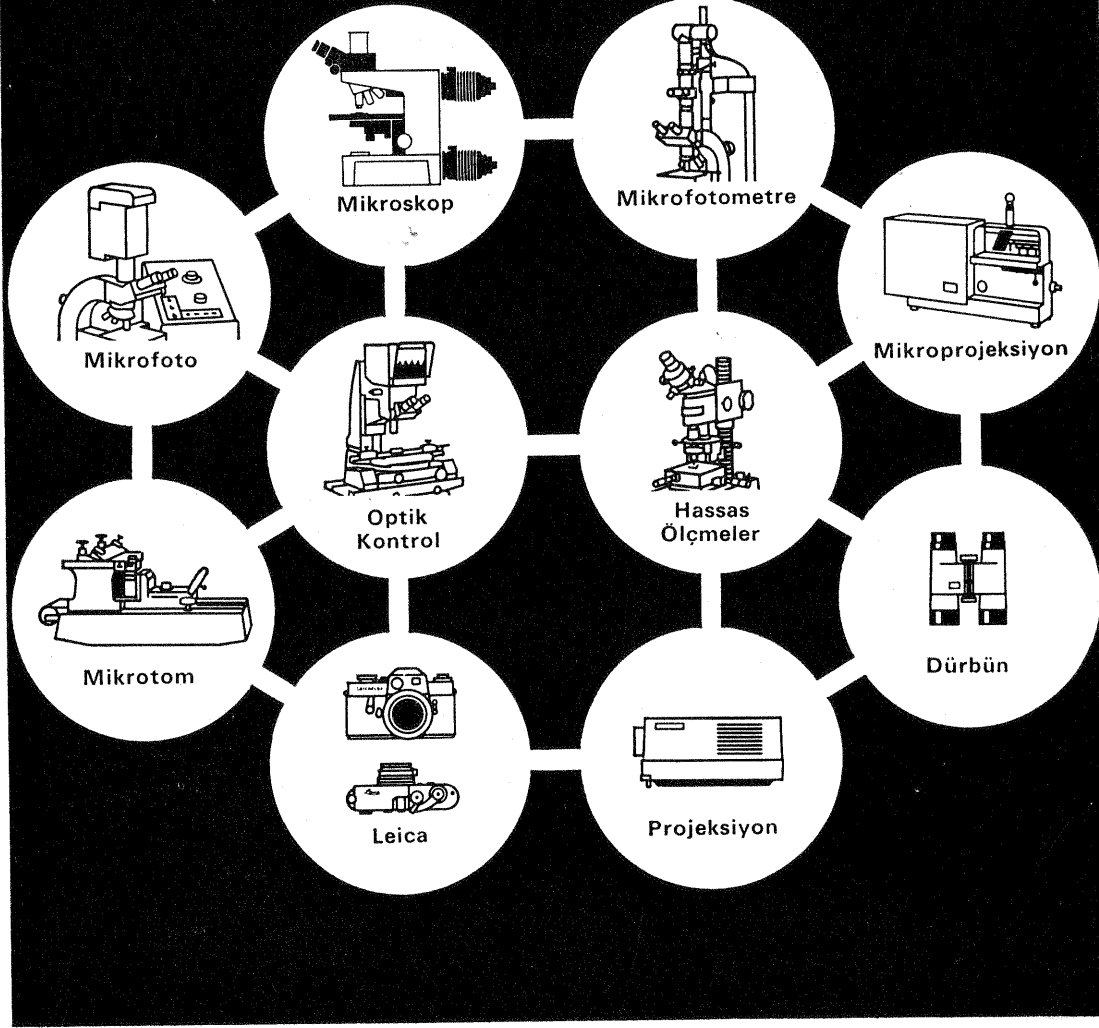 Mikroskop
Mikrofotometre
Mikrofoto
Mikroprojeksiyon
Optik
Kontrol
Hassas
Ölçmeler
Mikrotom
Dürbün
Leica
Projeksiyon